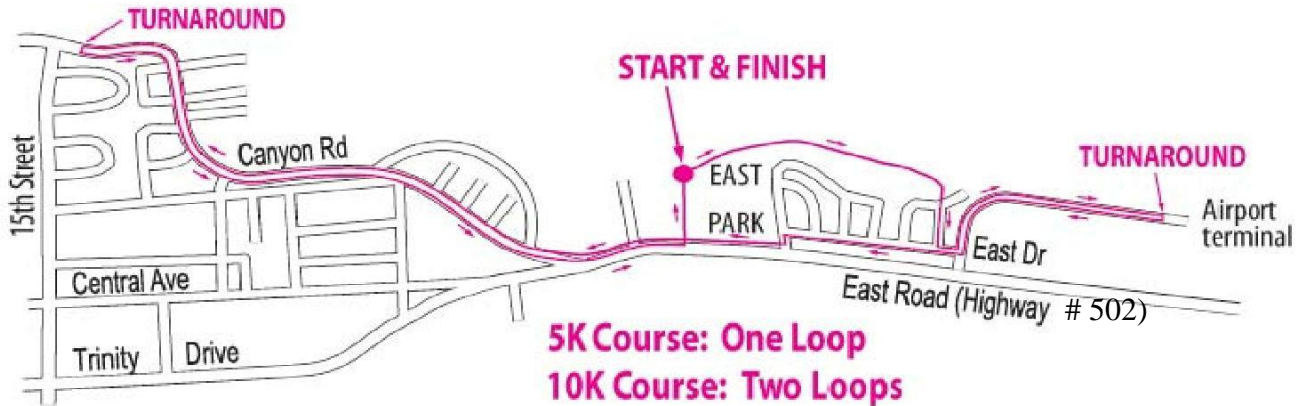 TURNAROUND
START & FINISH
15th Street
Canyon Rd
EAST
PARK
TURNAROUND
Airport
terminal
East Dr
Central Ave
East Road (Highway # 502)
Trinity Drive
5K Course: One Loop
10K Course: Two Loops